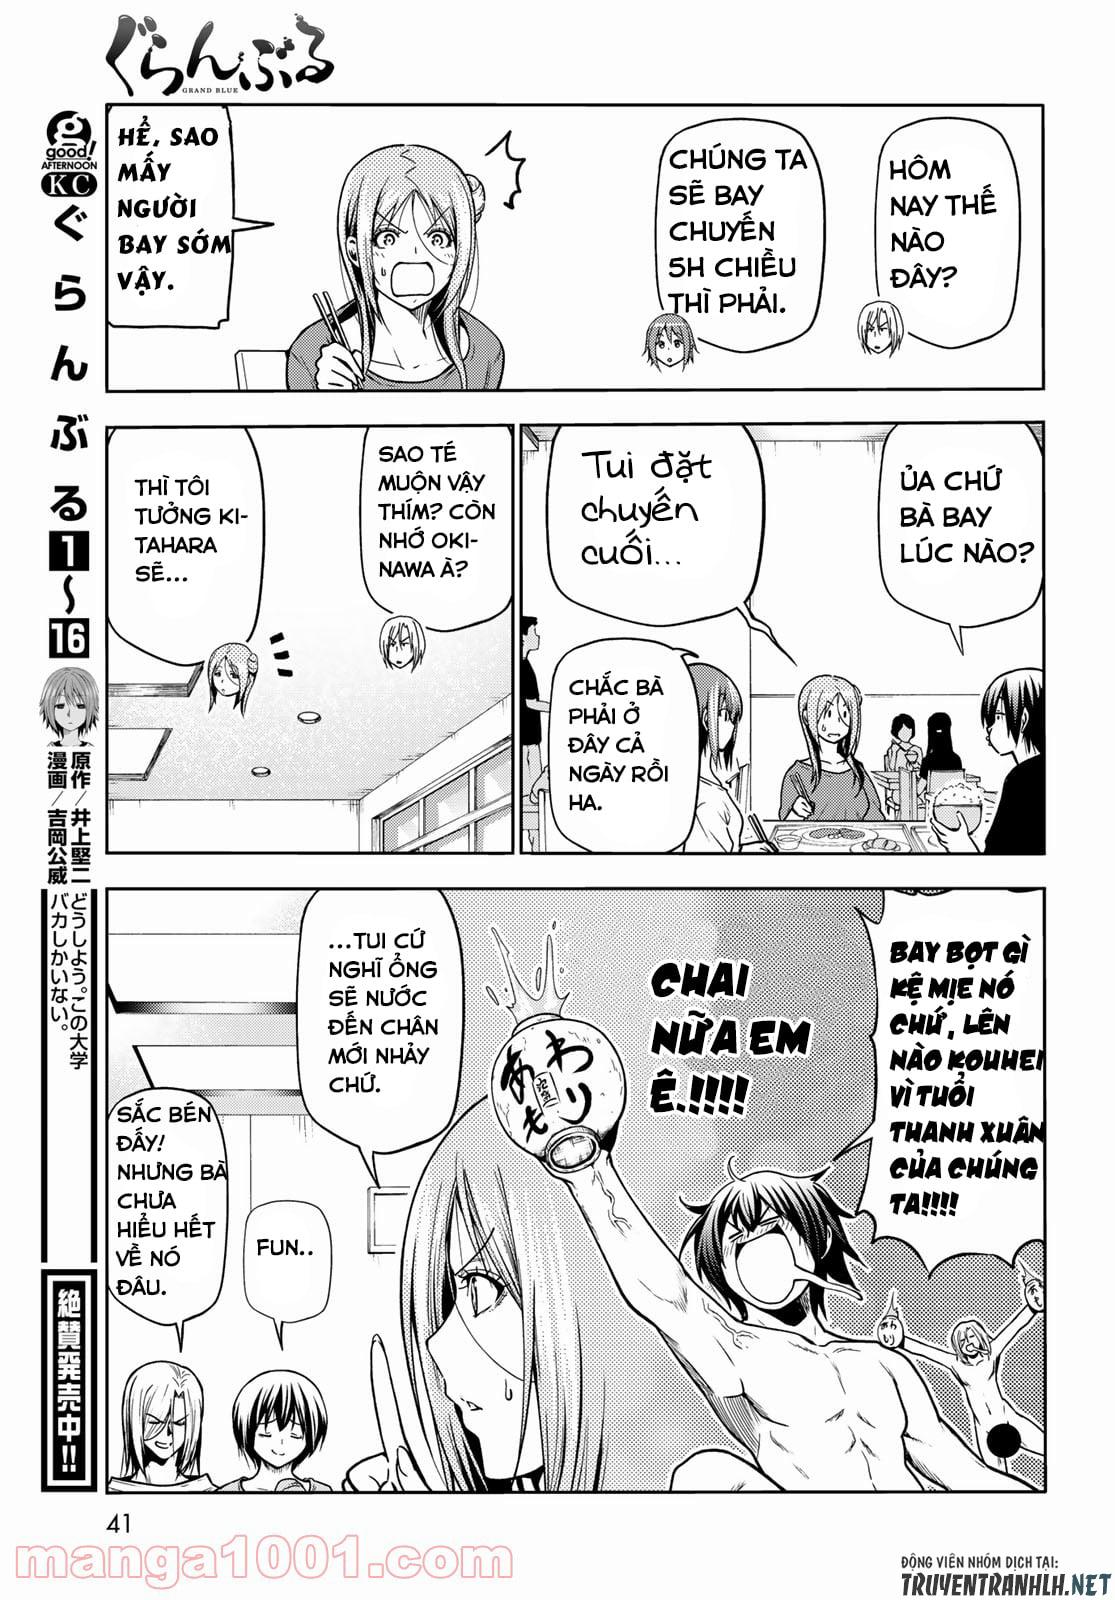 ぐらんぶる
GRAND BLUE
good!
AFTERNOON
KC
ぐらんぶる
1〜16
原作/井上堅二
漫画/吉岡公威
どうしよう。この大学
バカしかいない。
絶賛発売中!!
HÔM
NAY THẾ
NÀO
ĐÂY?
CHÚNG TA
SẼ BAY
CHUYẾN
5H CHIỀU
THÌ PHẢI.
HỂ, SAO
MẤY
NGƯỜI
BAY SỚM
VẬY.
ỦA CHỨ
BÀ BAY
LÚC NÀO?
Tui đặt
chuyến
cuối...
CHẮC BÀ
PHẢI Ở
ĐÂY CẢ
NGÀY RỒI
HA.
SAO TÉ
MUỘN VẬY
THÍM? CÒN
NHỚ OKI-
NAWA À?
THÌ TÔI
TƯỞNG KI-
TAHARA
SẼ...
BAY BỌT GÌ
KỆ MỊE NÓ
CHỨ, LÊN
NÀO KOUHEI
VÌ TUỔI
THANH XUÂN
CỦA CHÚNG
TA!!!!
CHAI
NỮA EM
Ê.!!!!
あわ
もり
...TUI CỨ
NGHĨ ỔNG
SẼ NƯỚC
ĐẾN CHÂN
MỚI NHẢY
CHỨ.
FUN..
SẮC BÉN
ĐẤY!
NHƯNG BÀ
CHƯA
HIỂU HẾT
VỀ NÓ
ĐÂU.
41
manga1001.com
ĐỘNG VIÊN NHÓM DỊCH TẠI:
TRUYENTRANHLH.NET